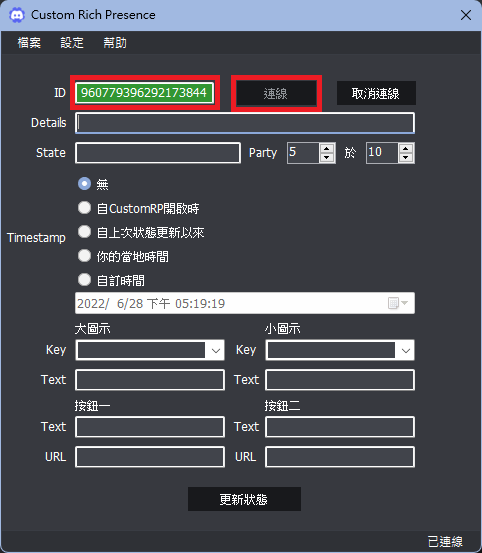 Custom Rich Presence
檔案 設定 幫助
ID 960779396292173844 連線 取消連線
Details
State Party 5 於 10
無
自CustomRP開啟時
自上次狀態更新以來
Timestamp 你的當地時間
自訂時間
2022/ 6/28 下午 05:19:19
大圖示 小圖示
Key Key
Text Text
按鈕一 按鈕二
Text Text
URL URL
更新狀態
已連線